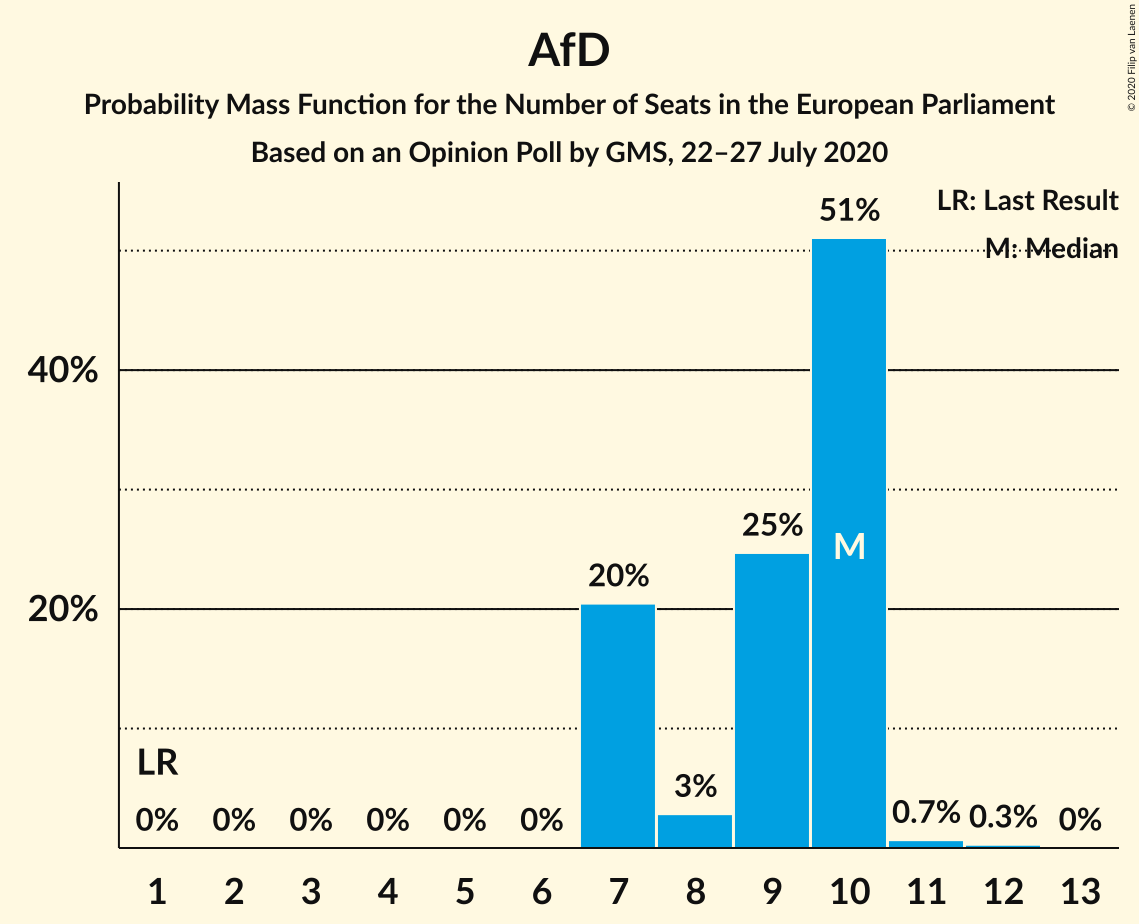 AfD
Probability Mass Function for the Number of Seats in the European Parliament
Based on an Opinion Poll by GMS, 22–27 July 2020
© 2020 Filip van Laenen
LR: Last Result
M: Median
51%
40%
25%
M
20%
20%
LR
3%
0% 0% 0% 0% 0% 0% 0.7% 0.3% 0%
1 2 3 4 5 6 7 8 9 10 11 12 13